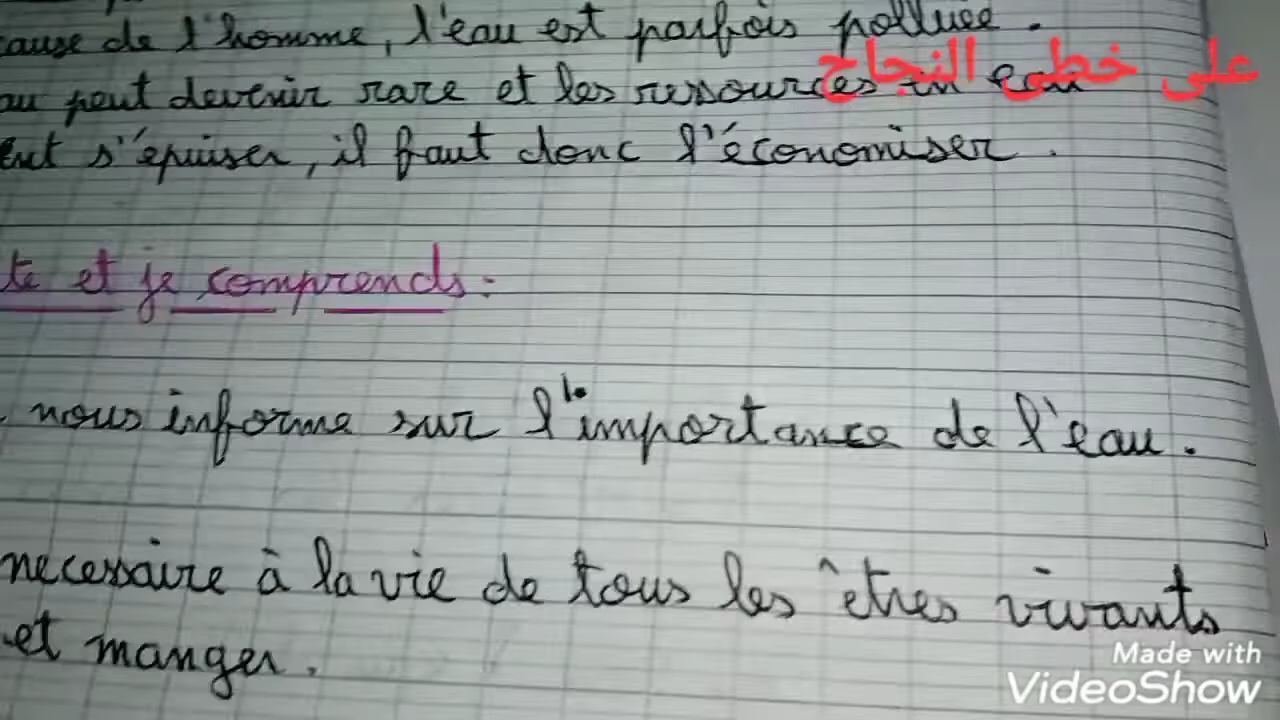 cause de l'homme, l'eau est parfois polluée.
على خطى النجاح
au peut devenir rare et les ressources en eau
ent s'épuiser, il faut donc l'économiser.
te et je comprends:
nous informe sur l'importance de l'eau.
necessaire à la vie de tous les êtres vivants
et manger.
Made with
VideoShow